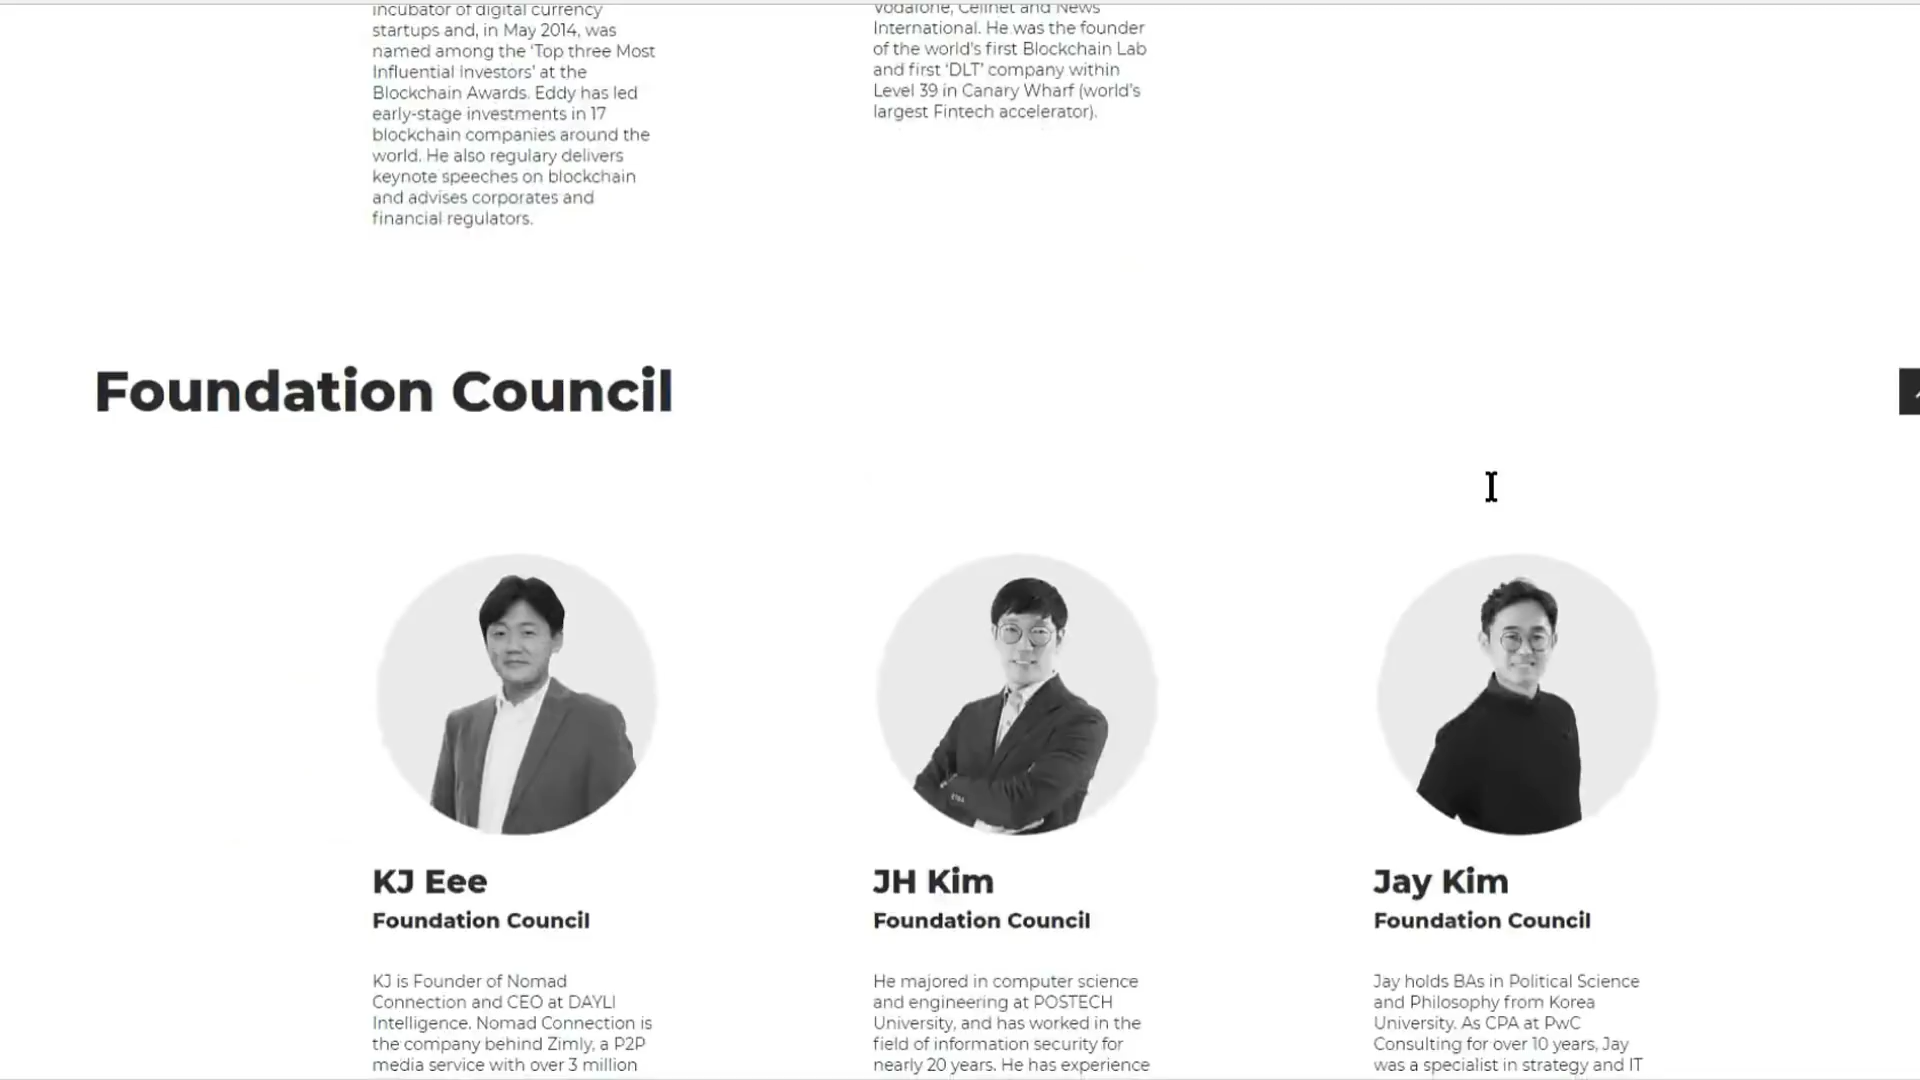 incubator of digital currency
startups and, in May 2014, was
named among the ‘Top three Most
Influential Investors’ at the
Blockchain Awards. Eddy has led
early-stage investments in 17
blockchain companies around the
world. He also regulary delivers
keynote speeches on blockchain
and advises corporates and
financial regulators.
Vodafone, Cellnet and News
International. He was the founder
of the world's first Blockchain Lab
and first ‘DLT’ company within
Level 39 in Canary Wharf (world's
largest Fintech accelerator).
Foundation Council
KJ Eee
Foundation Council
KJ is Founder of Nomad
Connection and CEO at DAYLI
Intelligence. Nomad Connection is
the company behind Zimly, a P2P
media service with over 3 million
JH Kim
Foundation Council
He majored in computer science
and engineering at POSTECH
University, and has worked in the
field of information security for
nearly 20 years. He has experience
Jay Kim
Foundation Council
Jay holds BAs in Political Science
and Philosophy from Korea
University. As CPA at PwC
Consulting for over 10 years, Jay
was a specialist in strategy and IT